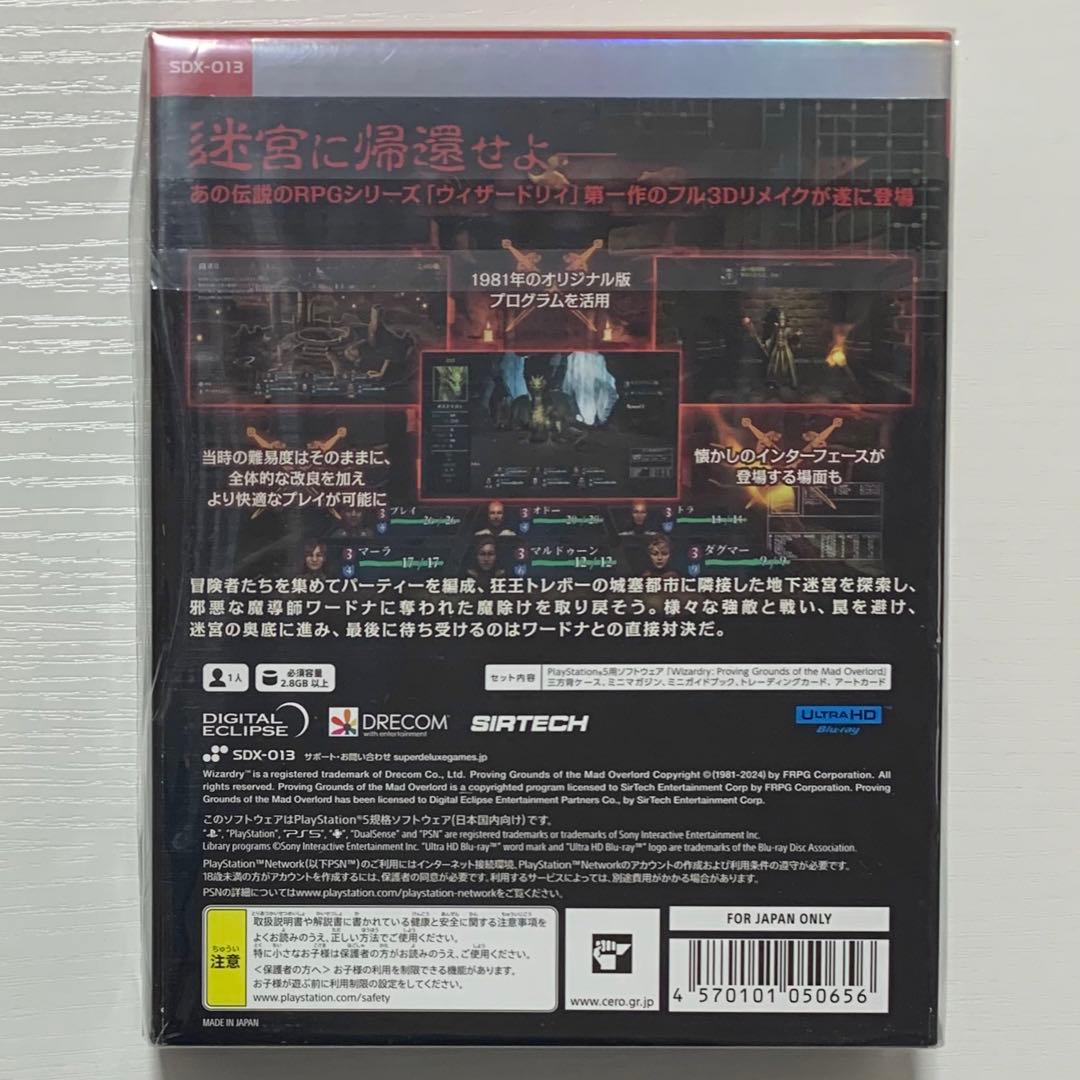 SDX-013
迷宮に帰還せよ――
あの伝説のRPGシリーズ「ウィザードリィ」第一作のフル3Dリメイクが遂に登場
1981年のオリジナル版
プログラムを活用
当時の難易度はそのままに、
全体的な改良を加え
より快適なプレイが可能に
懐かしのインターフェースが
登場する場面も
3 ブレイ 26/26
3 オドー 20/20
3 トラ 14/14
3 マーラ 17/17
3 マルドゥーン 12/12
3 ダグマー 9/9
冒険者たちを集めてパーティーを編成、狂王トレボーの城塞都市に隣接した地下迷宮を探索し、
邪悪な魔導師ワードナに奪われた魔除けを取り戻そう。様々な強敵と戦い、罠を避け、
迷宮の奥底に進み、最後に待ち受けるのはワードナとの直接対決だ。
1人
必須容量
2.8GB 以上
セット内容
PlayStation®5用ソフトウェア「Wizardry: Proving Grounds of the Mad Overlord」
三方背ケース、ミニマガジン、ミニガイドブック、トレーディングカード、アートカード
DIGITAL
ECLIPSE
DRECOM
with entertainment
SIRTECH
ULTRA HD
Blu-ray™
SDX-013 サポート・お問い合わせ superdeluxegames.jp
Wizardry™ is a registered trademark of Drecom Co., Ltd. Proving Grounds of the Mad Overlord Copyright ©(1981-2024) by FRPG Corporation. All
rights reserved. Proving Grounds of the Mad Overlord is a copyrighted program licensed to SirTech Entertainment Corp by FRPG Corporation. Proving
Grounds of the Mad Overlord has been licensed to Digital Eclipse Entertainment Partners Co., by SirTech Entertainment Corp.
このソフトウェアはPlayStation®5規格ソフトウェア(日本国内向け)です。
"PlayStation", "PS5", "DualSense" and "PSN" are registered trademarks or trademarks of Sony Interactive Entertainment Inc.
Library programs ©Sony Interactive Entertainment Inc. "Ultra HD Blu-ray™" word mark and "Ultra HD Blu-ray™" logo are trademarks of the Blu-ray Disc Association.
PlayStation™Network(以下PSN™)のご利用にはインターネット接続環境、PlayStation™Networkのアカウントの作成および利用条件の遵守が必要です。
18歳未満の方がアカウントを作成するには、保護者の同意が必要です。利用するサービスによっては、別途費用がかかる場合があります。
PSNの詳細についてはwww.playstation.com/playstation-networkをご覧ください。
ちゅうい
注意
取扱説明書や解説書に書かれている健康と安全に関する注意事項を
よくお読みのうえ、正しい方法でご使用ください。
特に小さなお子様は保護者の方がお読みのうえ、ご使用ください。
<保護者の方へ> お子様の利用を制限できる機能があります。
お子様が遊ぶ前に利用制限の設定をしてください。
www.playstation.com/safety
www.cero.gr.jp
FOR JAPAN ONLY
4 570101 050656
MADE IN JAPAN